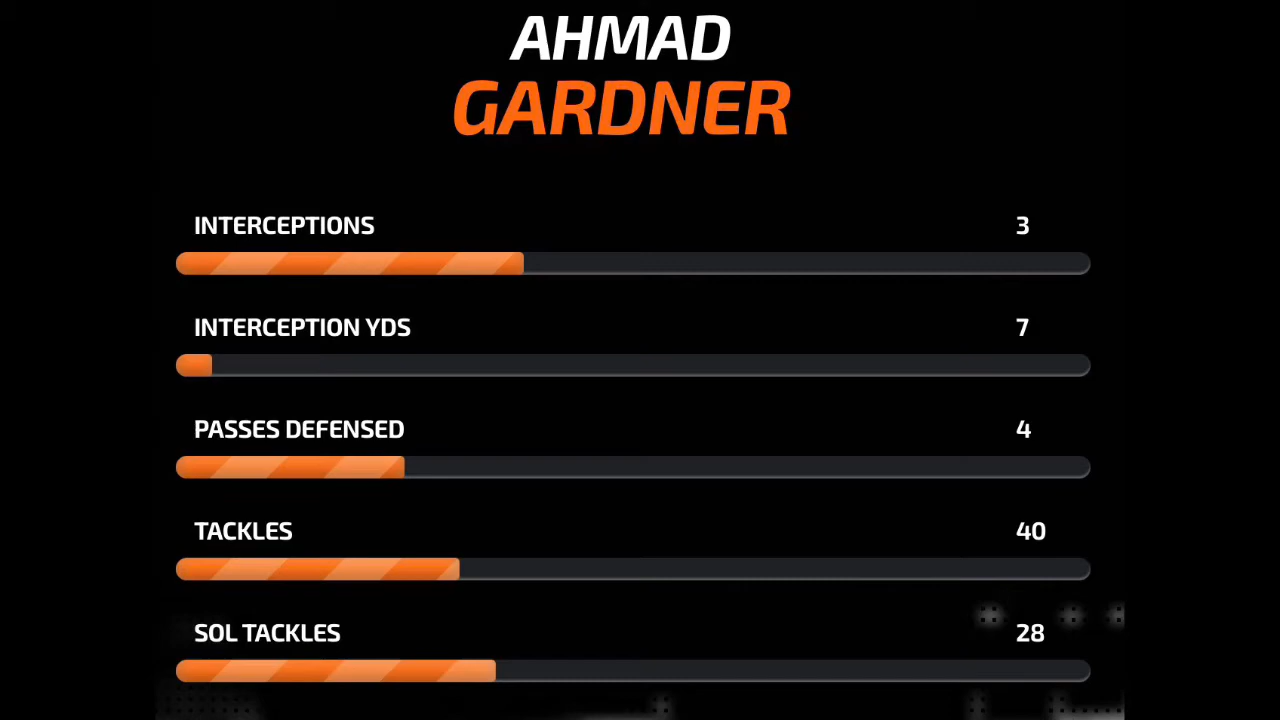 AHMAD
GARDNER
INTERCEPTIONS 3
INTERCEPTION YDS 7
PASSES DEFENSED 4
TACKLES 40
SOL TACKLES 28